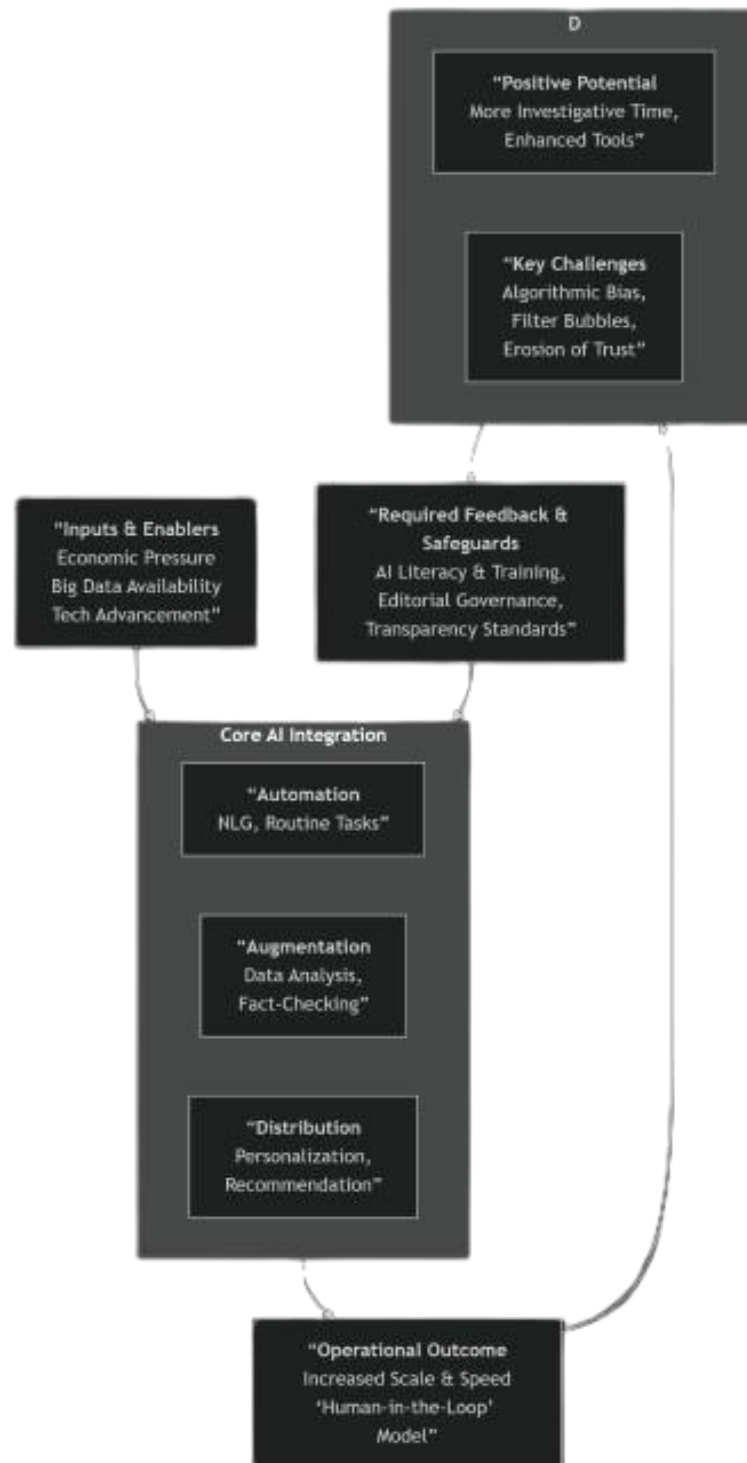 D
“Positive Potential
More Investigative Time,
Enhanced Tools”
“Key Challenges
Algorithmic Bias,
Filter Bubbles,
Erosion of Trust”
“Inputs & Enablers
Economic Pressure
Big Data Availability
Tech Advancement”
“Required Feedback &
Safeguards
AI Literacy & Training,
Editorial Governance,
Transparency Standards”
Core AI Integration
“Automation
NLG, Routine Tasks”
“Augmentation
Data Analysis,
Fact-Checking”
“Distribution
Personalization,
Recommendation”
“Operational Outcome
Increased Scale & Speed
‘Human-in-the-Loop’
Model”